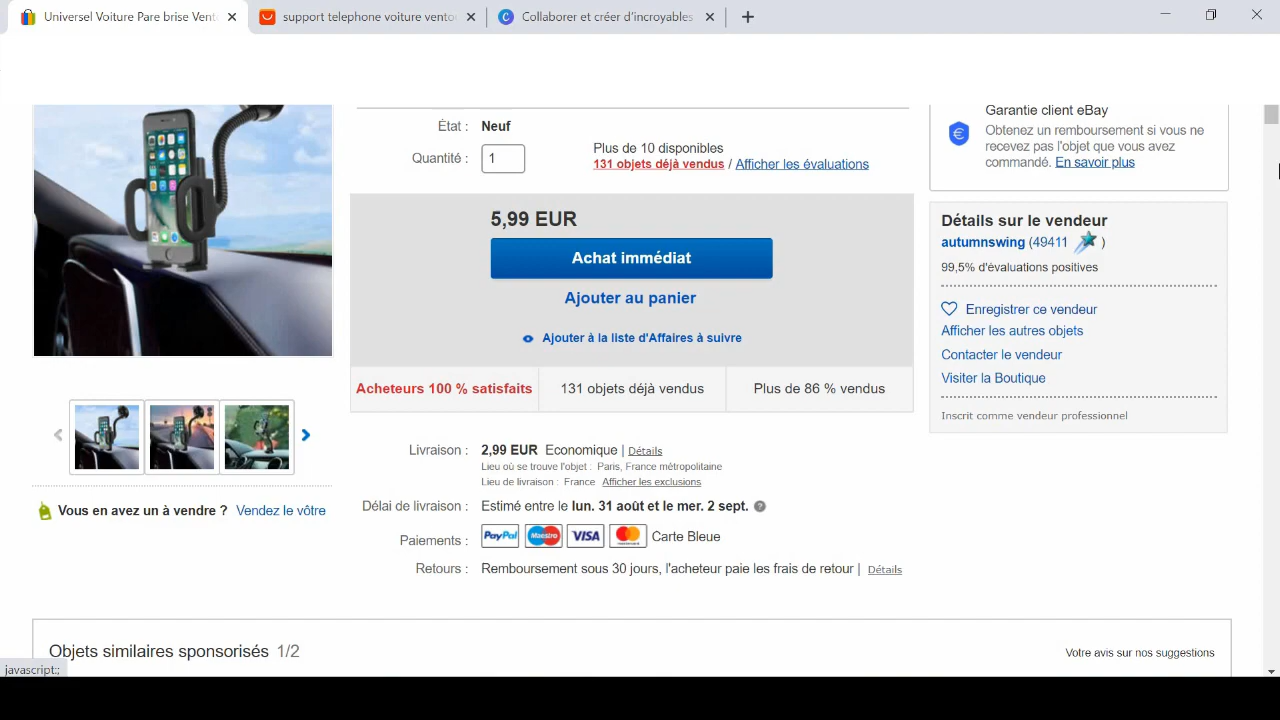 Universel Voiture Pare brise Vent
support telephone voiture vento
Collaborer et créer d'incroyables
État : Neuf
Quantité : 1
Plus de 10 disponibles
131 objets déjà vendus / Afficher les évaluations
5,99 EUR
Achat immédiat
Ajouter au panier
Ajouter à la liste d'Affaires à suivre
Acheteurs 100 % satisfaits
131 objets déjà vendus
Plus de 86 % vendus
Vous en avez un à vendre ? Vendez le vôtre
Livraison : 2,99 EUR Economique | Détails
Lieu où se trouve l'objet : Paris, France métropolitaine
Lieu de livraison : France Afficher les exclusions
Délai de livraison : Estimé entre le lun. 31 août et le mer. 2 sept.
Paiements : PayPal Maestro VISA Carte Bleue
Retours : Remboursement sous 30 jours, l'acheteur paie les frais de retour | Détails
Garantie client eBay
Obtenez un remboursement si vous ne
recevez pas l'objet que vous avez
commandé. En savoir plus
Détails sur le vendeur
autumnswing (49411 )
99,5% d'évaluations positives
Enregistrer ce vendeur
Afficher les autres objets
Contacter le vendeur
Visiter la Boutique
Inscrit comme vendeur professionnel
Objets similaires sponsorisés 1/2
Votre avis sur nos suggestions
javascript:;